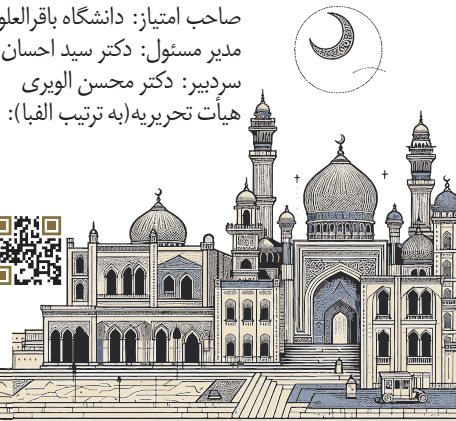 صاحب امتیاز: دانشگاه باقرالعلو
مدیر مسئول: دکتر سید احسان
سردبیر: دکتر محسن الویری
هیأت تحریریه(به ترتیب الفبا):